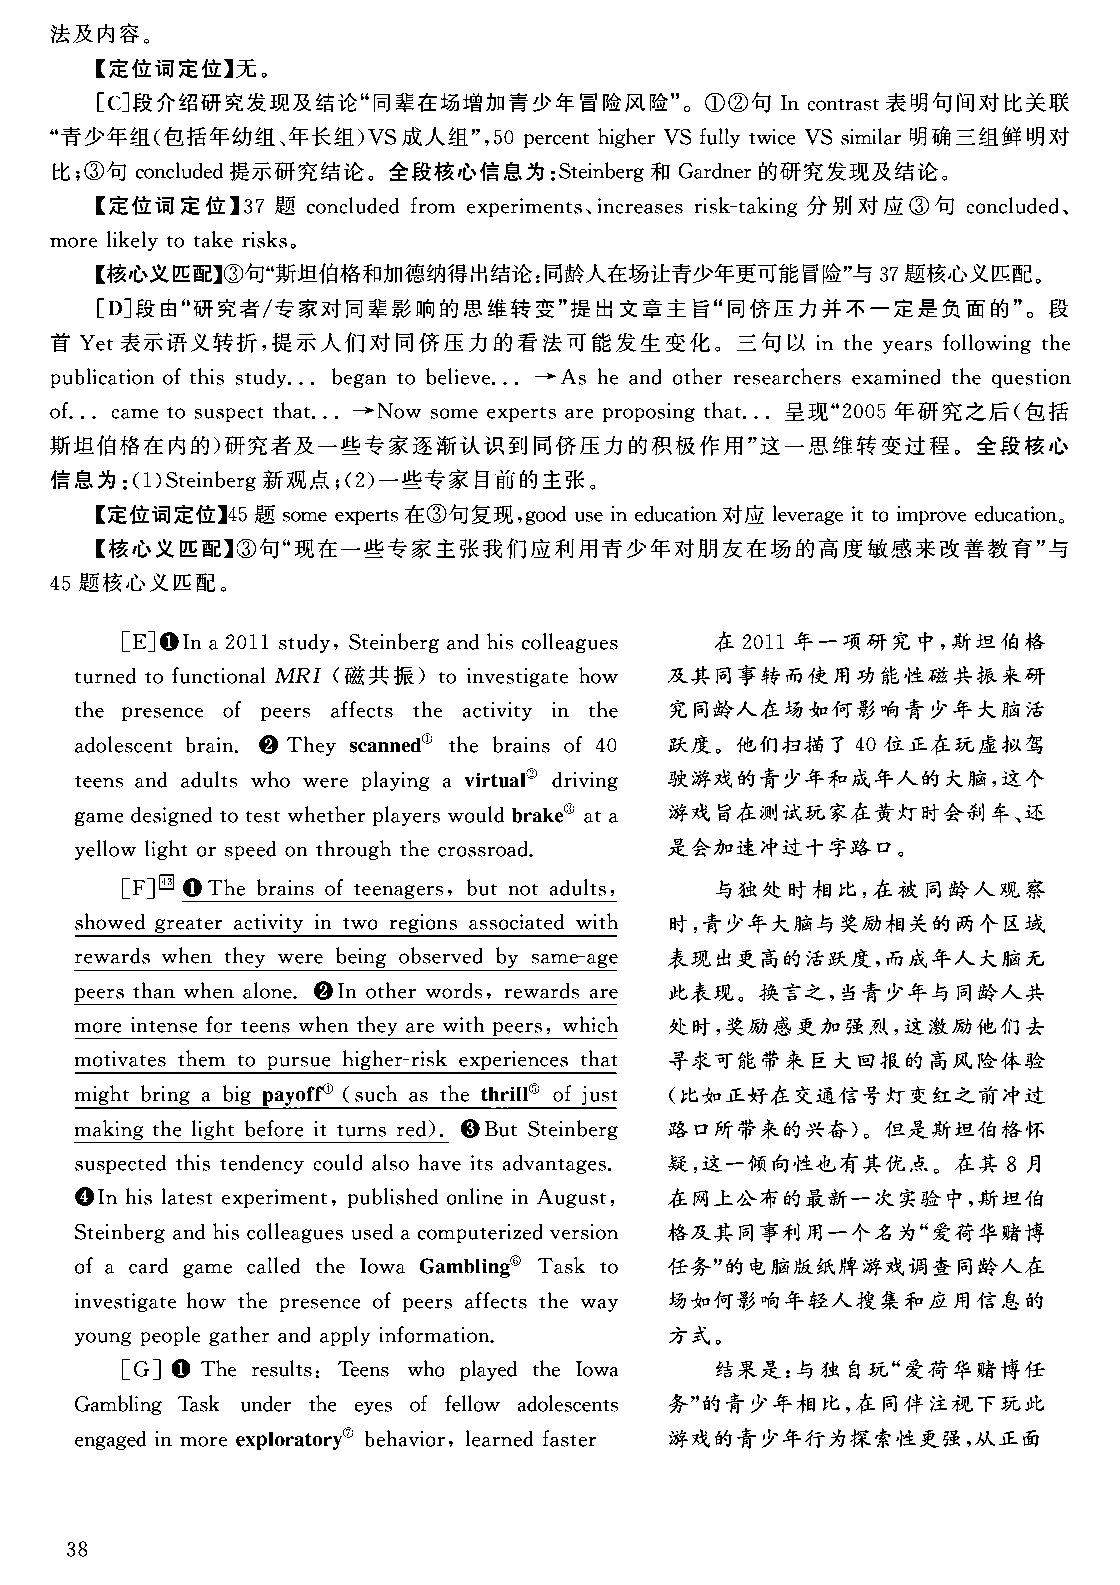 法及内容。
【定位词定位】无。
[C]段介绍研究发现及结论“同辈在场增加青少年冒险风险”。①②句 In contrast 表明句间对比关联
“青少年组(包括年幼组、年长组)VS成人组”,50 percent higher VS fully twice VS similar 明确三组鲜明对
比;③句 concluded 提示研究结论。全段核心信息为:Steinberg 和 Gardner 的研究发现及结论。
【定位词定位】37 题 concluded from experiments、increases risk-taking 分别对应③句 concluded、
more likely to take risks。
【核心义匹配】③句“斯坦伯格和加德纳得出结论:同龄人在场让青少年更可能冒险”与 37 题核心义匹配。
[D]段由“研究者/专家对同辈影响的思维转变”提出文章主旨“同侪压力并不一定是负面的”。段
首 Yet 表示语义转折,提示人们对同侪压力的看法可能发生变化。三句以 in the years following the
publication of this study... began to believe... →As he and other researchers examined the question
of... came to suspect that... →Now some experts are proposing that... 呈现“2005 年研究之后(包括
斯坦伯格在内的)研究者及一些专家逐渐认识到同侪压力的积极作用”这一思维转变过程。全段核心
信息为:(1)Steinberg 新观点;(2)一些专家目前的主张。
【定位词定位】45 题 some experts 在③句复现,good use in education 对应 leverage it to improve education。
【核心义匹配】③句“现在一些专家主张我们应利用青少年对朋友在场的高度敏感来改善教育”与
45 题核心义匹配。
[E]❶In a 2011 study, Steinberg and his colleagues
turned to functional MRI (磁共振) to investigate how
the presence of peers affects the activity in the
adolescent brain. ❷ They scanned① the brains of 40
teens and adults who were playing a virtual② driving
game designed to test whether players would brake③ at a
yellow light or speed on through the crossroad.
[F]43 ❶The brains of teenagers, but not adults,
showed greater activity in two regions associated with
rewards when they were being observed by same-age
peers than when alone. ❷In other words, rewards are
more intense for teens when they are with peers, which
motivates them to pursue higher-risk experiences that
might bring a big payoff④ (such as the thrill⑤ of just
making the light before it turns red). ❸But Steinberg
suspected this tendency could also have its advantages.
❹In his latest experiment, published online in August,
Steinberg and his colleagues used a computerized version
of a card game called the Iowa Gambling⑥ Task to
investigate how the presence of peers affects the way
young people gather and apply information.
[G]❶ The results: Teens who played the Iowa
Gambling Task under the eyes of fellow adolescents
engaged in more exploratory⑦ behavior, learned faster
在 2011 年一项研究中,斯坦伯格
及其同事转而使用功能性磁共振来研
究同龄人在场如何影响青少年大脑活
跃度。他们扫描了 40 位正在玩虚拟驾
驶游戏的青少年和成年人的大脑,这个
游戏旨在测试玩家在黄灯时会刹车、还
是会加速冲过十字路口。
与独处时相比,在被同龄人观察
时,青少年大脑与奖励相关的两个区域
表现出更高的活跃度,而成年人大脑无
此表现。换言之,当青少年与同龄人共
处时,奖励感更加强烈,这激励他们去
寻求可能带来巨大回报的高风险体验
(比如正好在交通信号灯变红之前冲过
路口所带来的兴奋)。但是斯坦伯格怀
疑,这一倾向性也有其优点。在其 8 月
在网上公布的最新一次实验中,斯坦伯
格及其同事利用一个名为“爱荷华赌博
任务”的电脑版纸牌游戏调查同龄人在
场如何影响年轻人搜集和应用信息的
方式。
结果是:与独自玩“爱荷华赌博任
务”的青少年相比,在同伴注视下玩此
游戏的青少年行为探索性更强,从正面
38